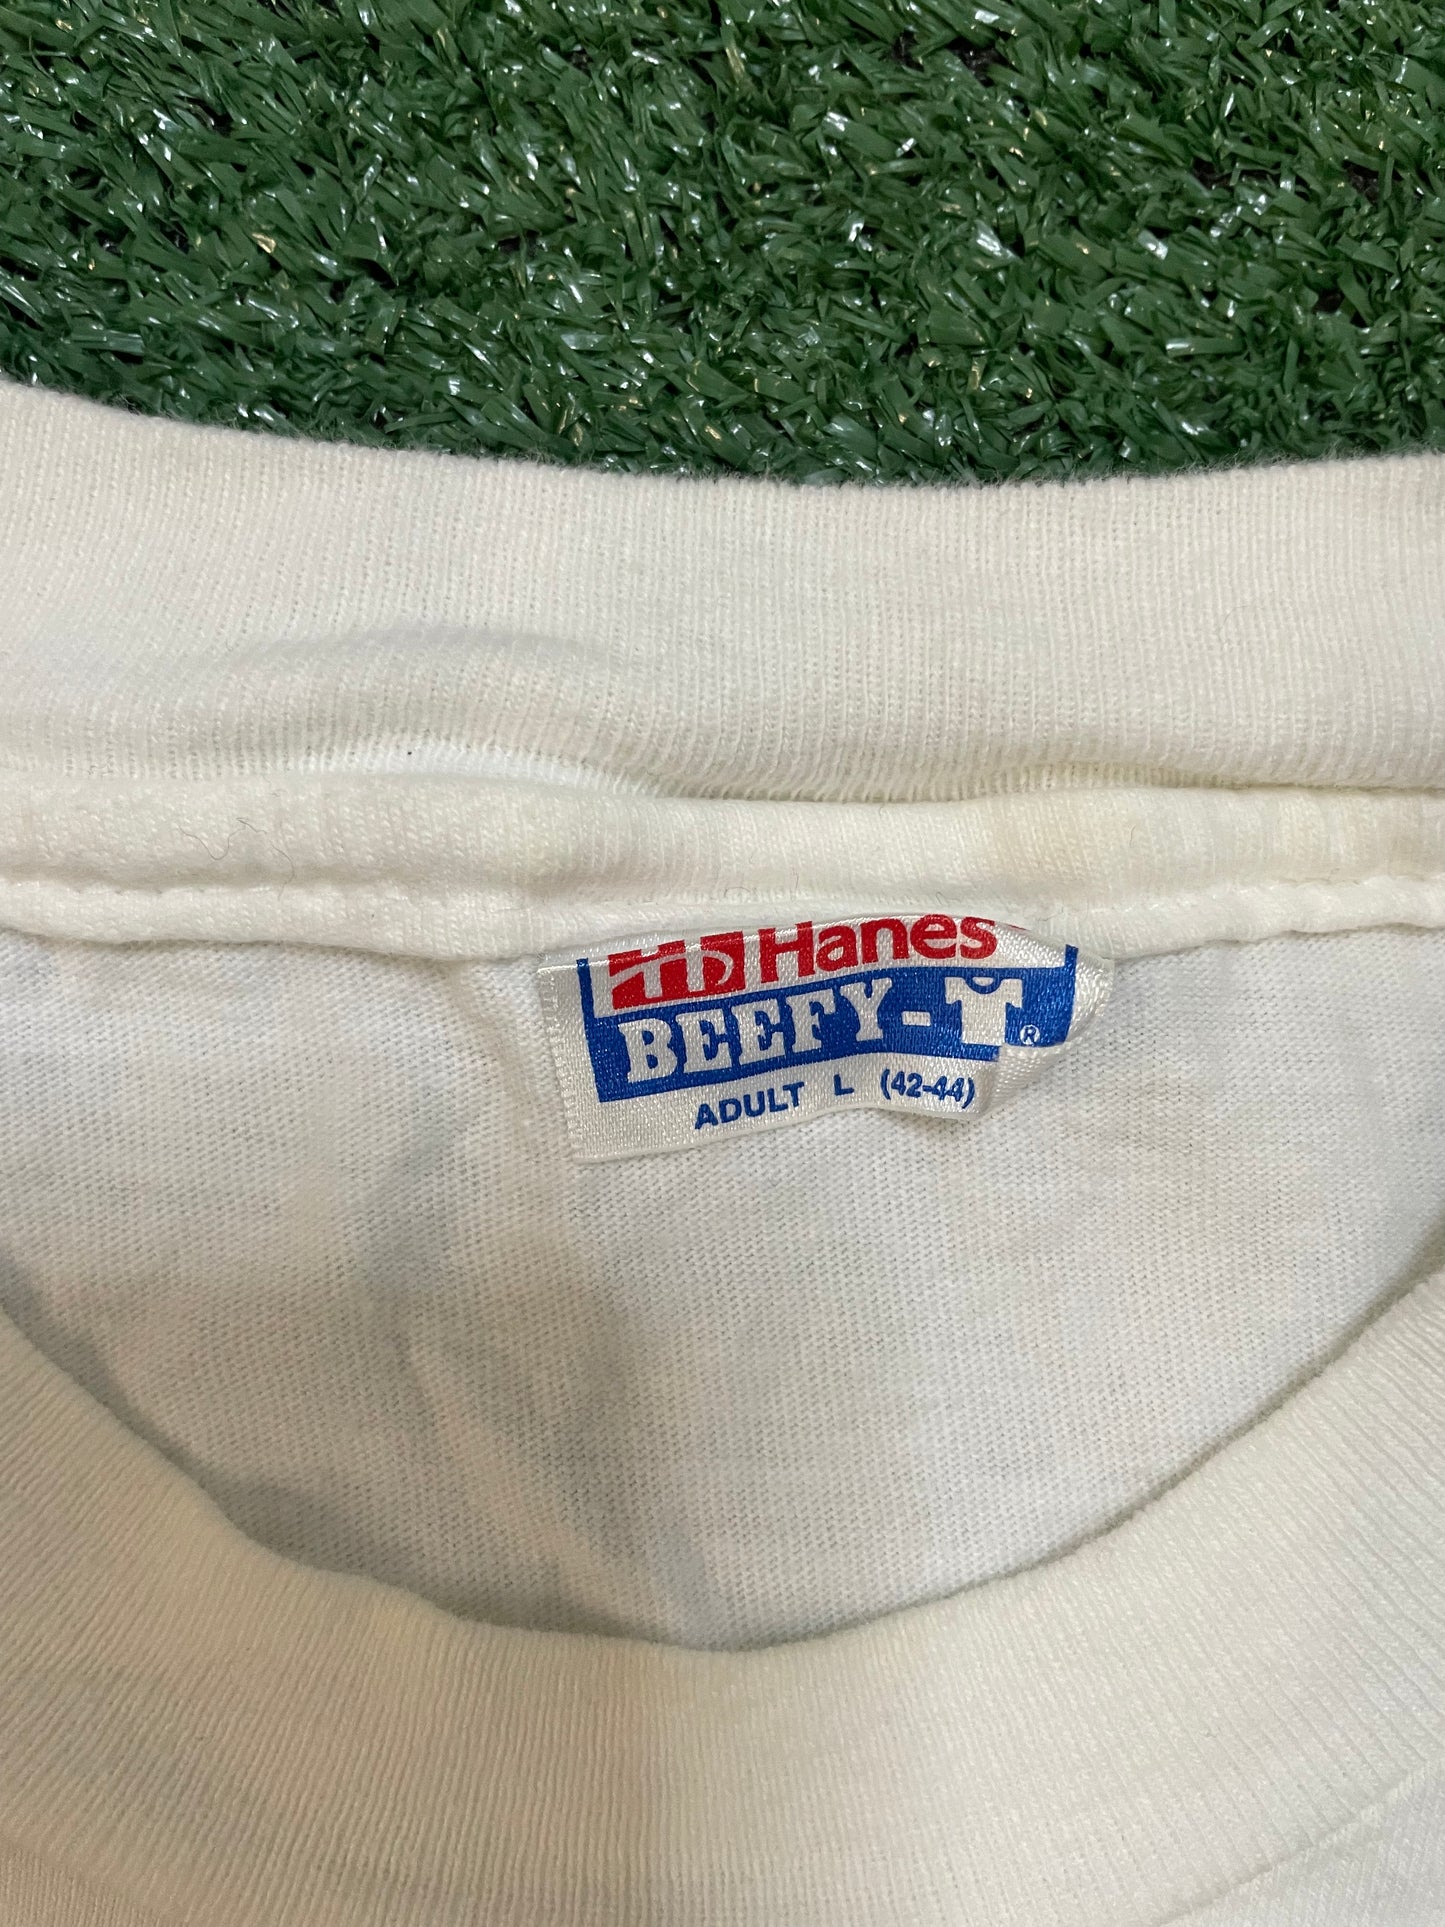 Hanes
BEEFY-T®
ADULT L (42-44)